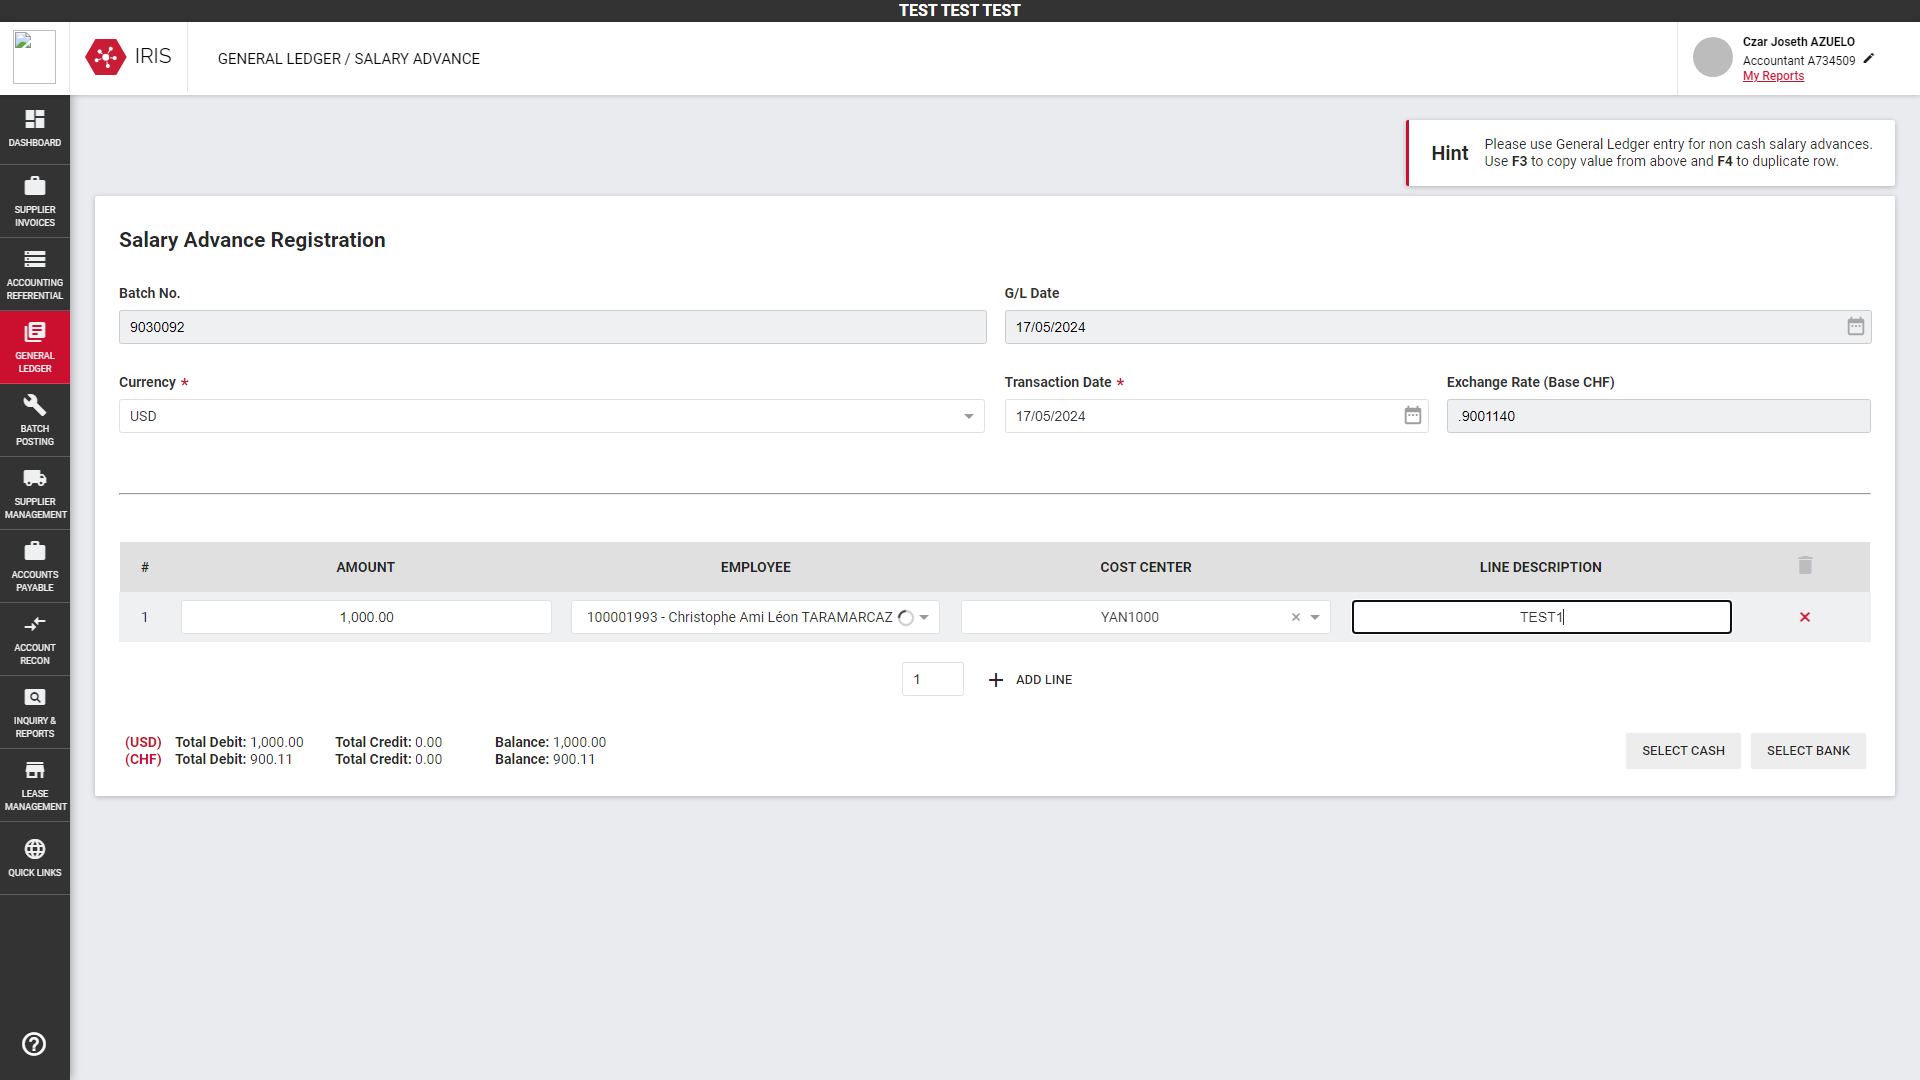 TEST TEST TEST
IRIS
GENERAL LEDGER / SALARY ADVANCE
Czar Joseth AZUELO
Accountant A734509
My Reports
DASHBOARD
SUPPLIER
INVOICES
ACCOUNTING
REFERENTIAL
GENERAL
LEDGER
BATCH
POSTING
SUPPLIER
MANAGEMENT
ACCOUNTS
PAYABLE
ACCOUNT
RECON
INQUIRY &
REPORTS
LEASE
MANAGEMENT
QUICK LINKS
Hint
Please use General Ledger entry for non cash salary advances.
Use F3 to copy value from above and F4 to duplicate row.
Salary Advance Registration
Batch No.
9030092
G/L Date
17/05/2024
Currency *
USD
Transaction Date *
17/05/2024
Exchange Rate (Base CHF)
.9001140
# AMOUNT EMPLOYEE COST CENTER LINE DESCRIPTION
1 1,000.00 100001993 - Christophe Ami Léon TARAMARCAZ YAN1000 × TEST1
1 + ADD LINE
(USD) Total Debit: 1,000.00 Total Credit: 0.00 Balance: 1,000.00
(CHF) Total Debit: 900.11 Total Credit: 0.00 Balance: 900.11
SELECT CASH SELECT BANK